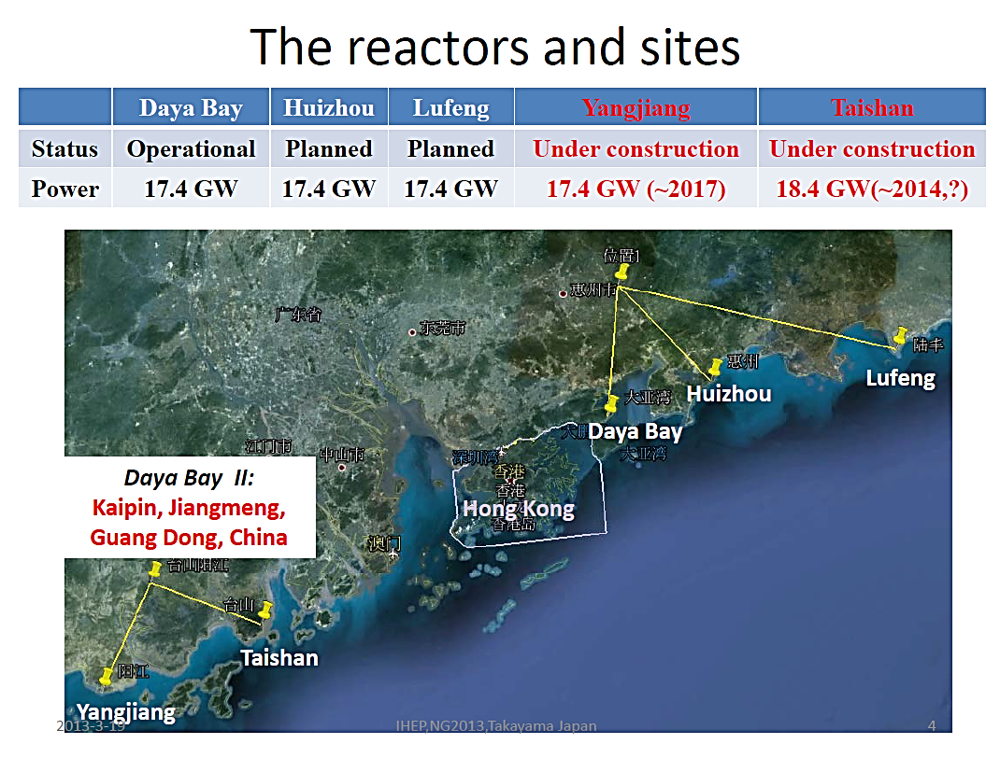 The reactors and sites
Daya Bay Huizhou Lufeng Yangjiang Taishan
Status Operational Planned Planned Under construction Under construction
Power 17.4 GW 17.4 GW 17.4 GW 17.4 GW (~2017) 18.4 GW(~2014,?)
位置1
惠州市
广东省
东莞市
陆丰
惠州
Lufeng
Huizhou
大亚湾
Daya Bay
大亚湾
江门市
中山市
深圳湾
香港
香港
Hong Kong
香港岛
Daya Bay II:
Kaipin, Jiangmeng,
Guang Dong, China
澳门
台山阳江
台山
Taishan
阳江
Yangjiang
2013-3-19
IHEP,NG2013,Takayama Japan
4